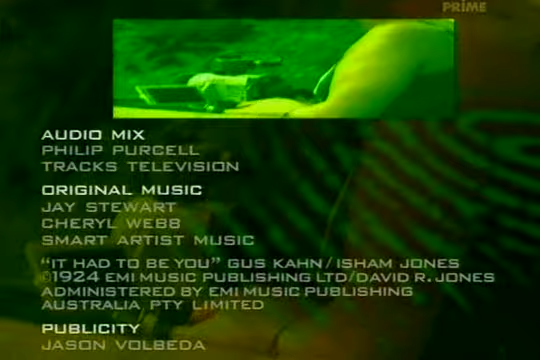 PRIME
AUDIO MIX
PHILIP PURCELL
TRACKS TELEVISION
ORIGINAL MUSIC
JAY STEWART
CHERYL WEBB
SMART ARTIST MUSIC
“IT HAD TO BE YOU” GUS KAHN/ISHAM JONES
©1924 EMI MUSIC PUBLISHING LTD/DAVID R. JONES
ADMINISTERED BY EMI MUSIC PUBLISHING
AUSTRALIA PTY LIMITED
PUBLICITY
JASON VOLBEDA